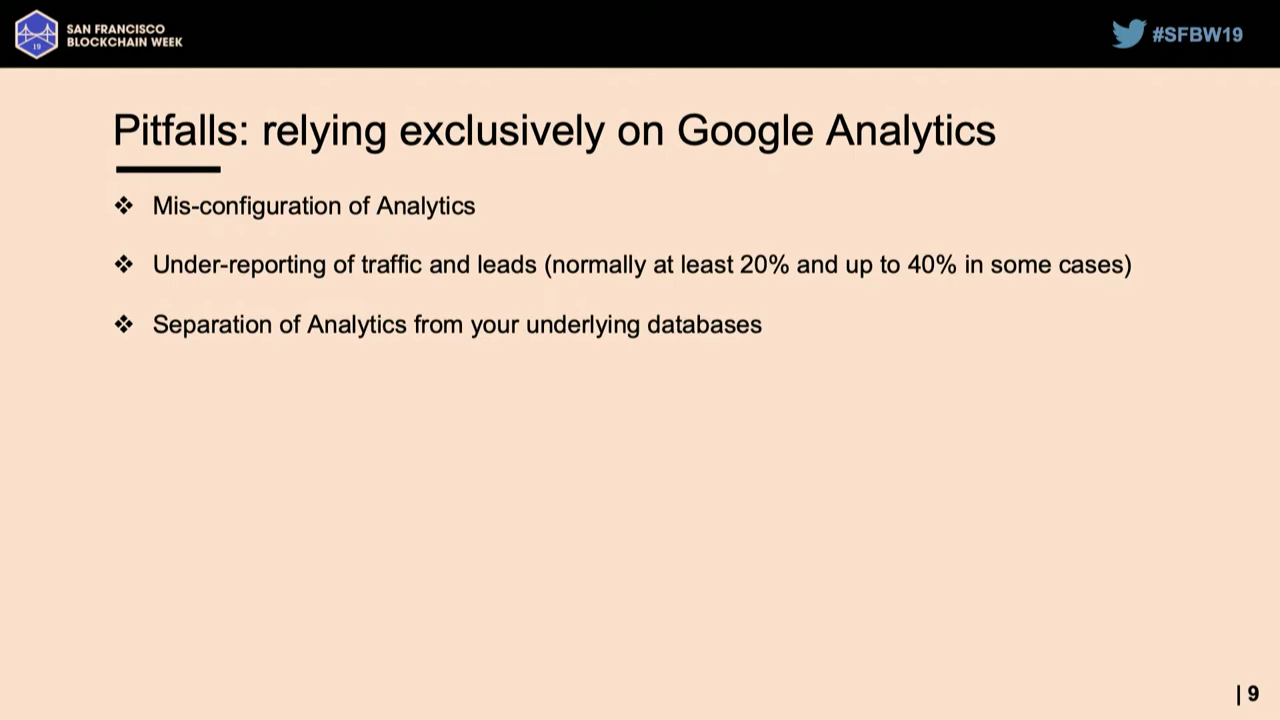 SAN FRANCISCO
BLOCKCHAIN WEEK
19
#SFBW19
Pitfalls: relying exclusively on Google Analytics
❖ Mis-configuration of Analytics
❖ Under-reporting of traffic and leads (normally at least 20% and up to 40% in some cases)
❖ Separation of Analytics from your underlying databases
| 9